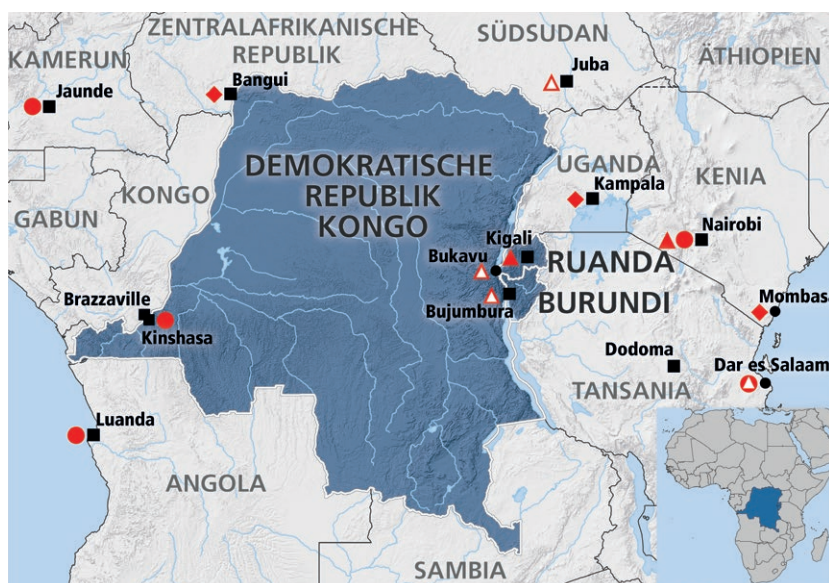 ZENTRALAFRIKANISCHE
REPUBLIK
SÜDSUDAN
ÄTHIOPIEN
KAMERUN
Jaunde
Bangui
Juba
DEMOKRATISCHE
REPUBLIK
KONGO
UGANDA
Kampala
KENIA
KONGO
GABUN
Nairobi
Kigali
Bukavu
RUANDA
BURUNDI
Bujumbura
Mombasa
Brazzaville
Kinshasa
Dodoma
Dar es Salaam
TANSANIA
Luanda
ANGOLA
SAMBIA